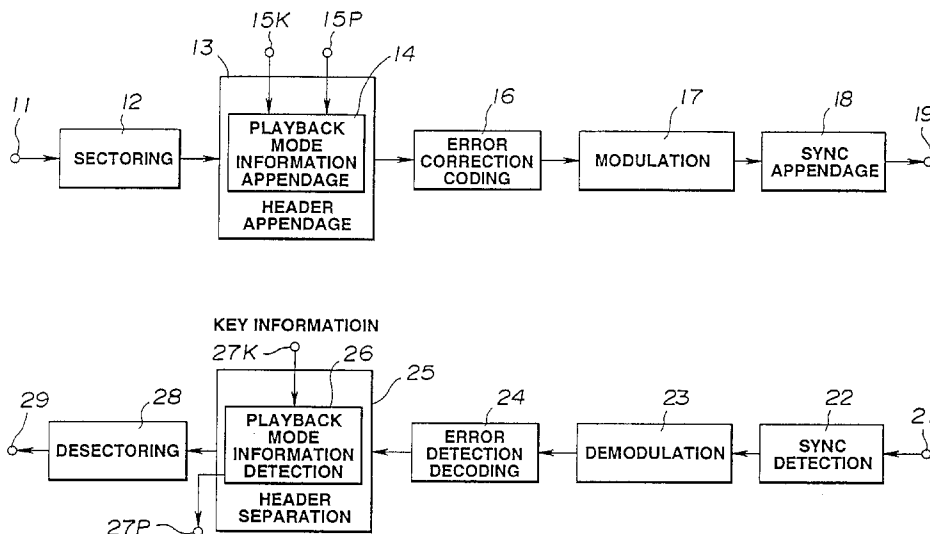 15K 15P
13 14
11 12 16 17 18 19
SECTORING
PLAYBACK
MODE
INFORMATION
APPENDAGE
HEADER
APPENDAGE
ERROR
CORRECTION
CODING
MODULATION
SYNC
APPENDAGE
KEY INFORMATIOIN
27K 26
25
29 28 24 23 22 2
DESECTORING
PLAYBACK
MODE
INFORMATION
DETECTION
HEADER
SEPARATION
ERROR
DETECTION
DECODING
DEMODULATION
SYNC
DETECTION
27P